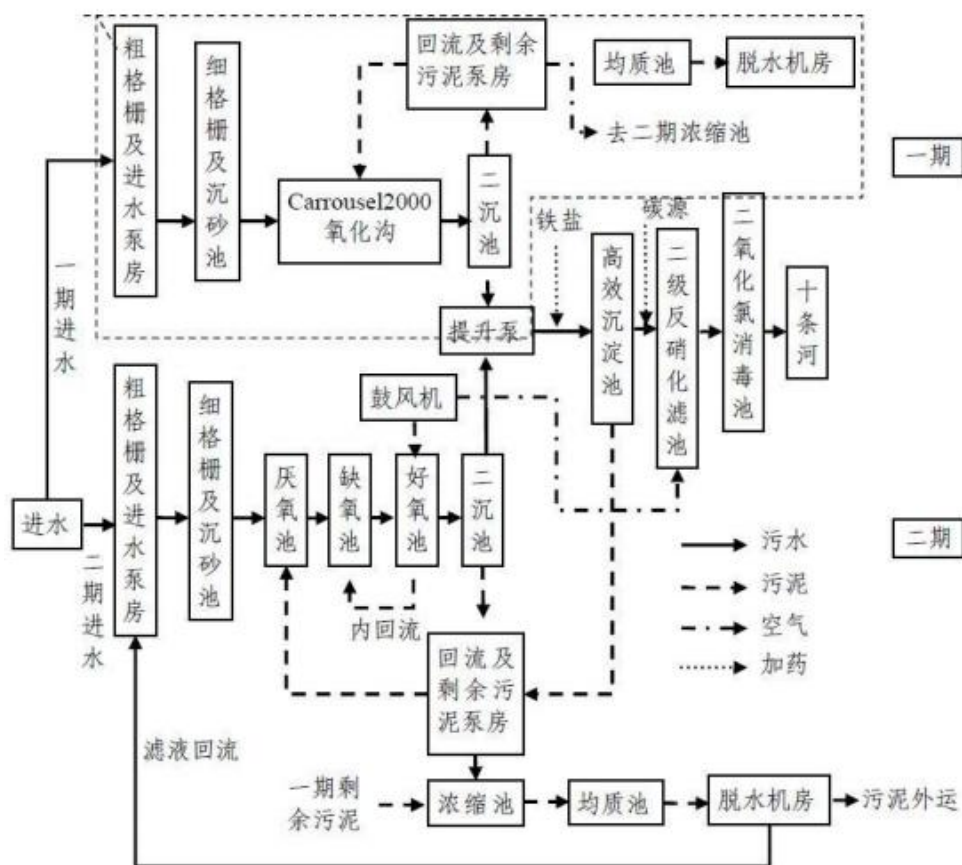 粗格栅及进水泵房
细格栅及沉砂池
Carrousel2000
氧化沟
回流及剩余
污泥泵房
二沉池
均质池
脱水机房
去二期浓缩池
一期
一期进水
提升泵
铁盐
高效沉淀池
碳源
二级反硝化滤池
二氧化氯消毒池
十条河
进水
二期进水
粗格栅及进水泵房
细格栅及沉砂池
厌氧池
缺氧池
好氧池
二沉池
鼓风机
内回流
二期
污水
污泥
空气
加药
回流及
剩余污
泥泵房
滤液回流
一期剩
余污泥
浓缩池
均质池
脱水机房
污泥外运